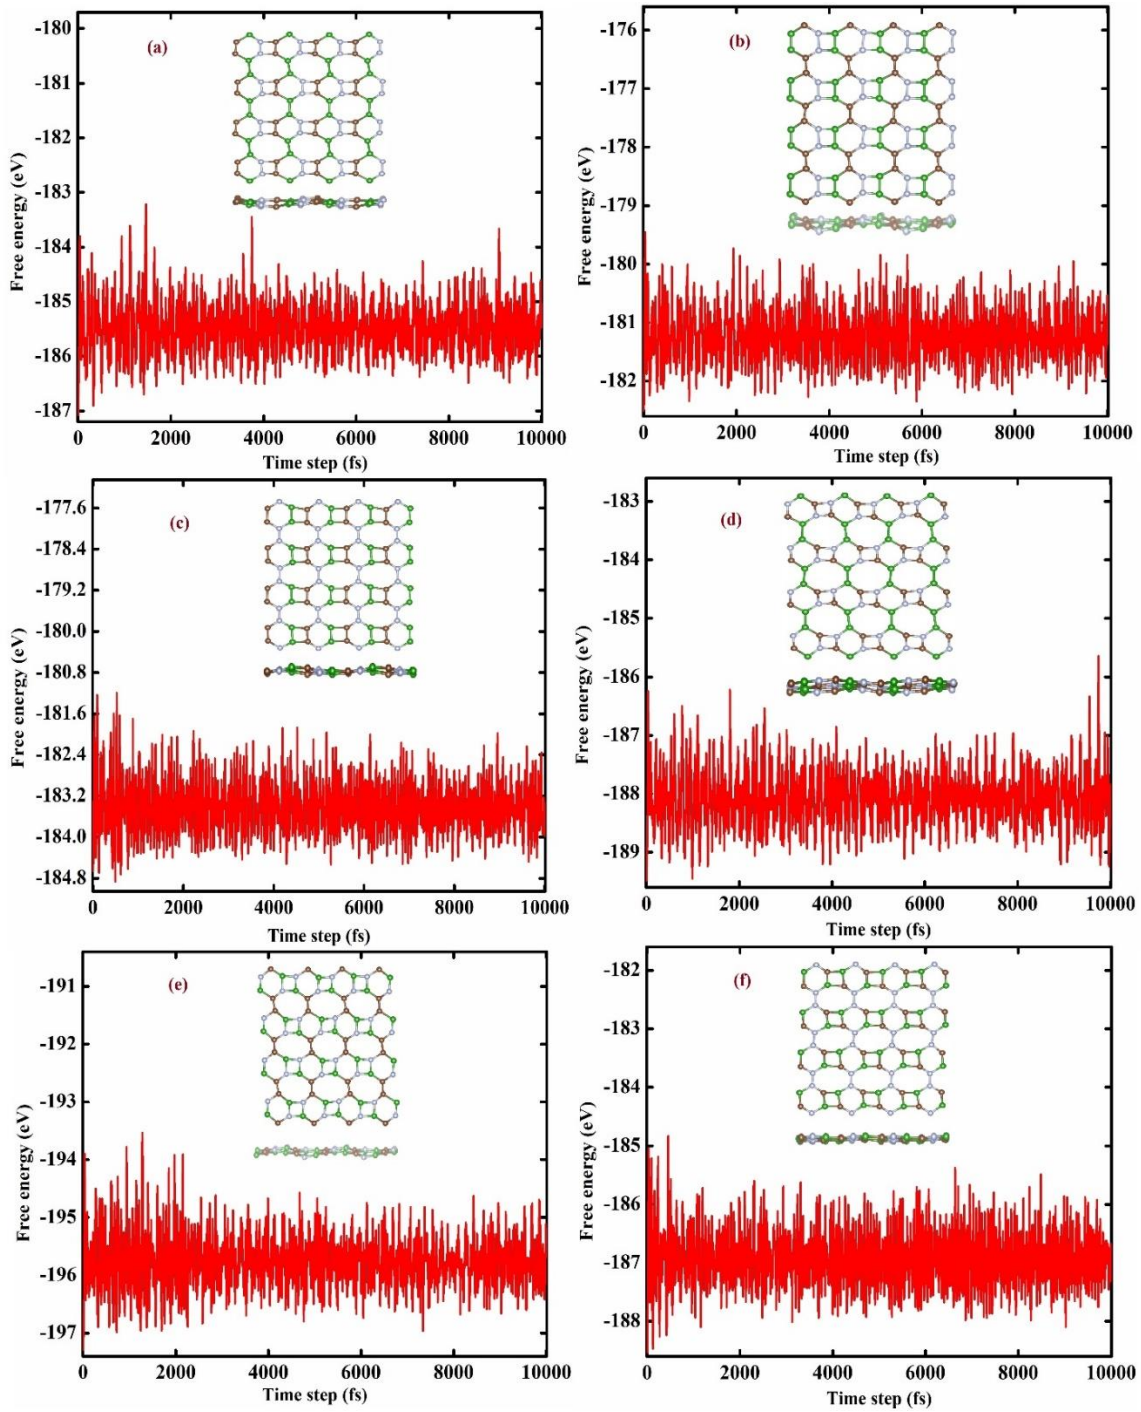 (a)
Free energy (eV)
-180
-181
-182
-183
-184
-185
-186
-187
0 2000 4000 6000 8000 10000
Time step (fs)
(b)
Free energy (eV)
-176
-177
-178
-179
-180
-181
-182
0 2000 4000 6000 8000 10000
Time step (fs)
(c)
Free energy (eV)
-177.6
-178.4
-179.2
-180.0
-180.8
-181.6
-182.4
-183.2
-184.0
-184.8
0 2000 4000 6000 8000 10000
Time step (fs)
(d)
Free energy (eV)
-183
-184
-185
-186
-187
-188
-189
0 2000 4000 6000 8000 10000
Time step (fs)
(e)
Free energy (eV)
-191
-192
-193
-194
-195
-196
-197
0 2000 4000 6000 8000 10000
Time step (fs)
(f)
Free energy (eV)
-182
-183
-184
-185
-186
-187
-188
0 2000 4000 6000 8000 10000
Time step (fs)